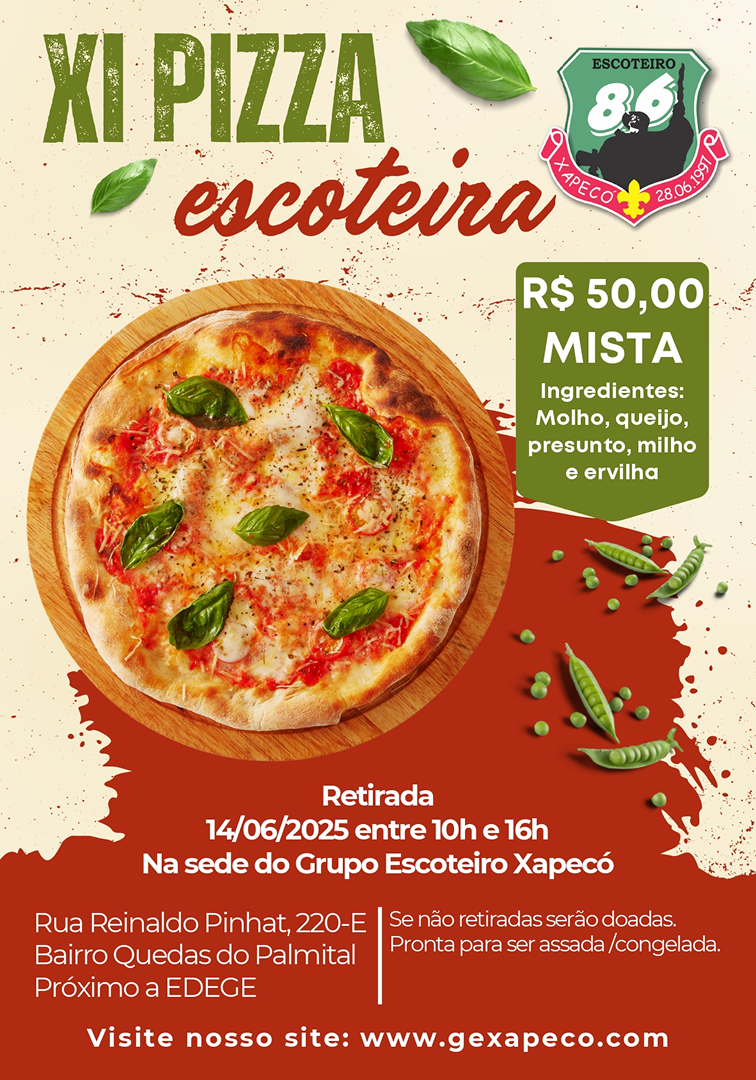 XI PIZZA
escoteira
ESCOTEIRO
86
XAPECÓ 28.06.1997
R$ 50,00
MISTA
Ingredientes:
Molho, queijo,
presunto, milho
e ervilha
Retirada
14/06/2025 entre 10h e 16h
Na sede do Grupo Escoteiro Xapecó
Rua Reinaldo Pinhat, 220-E
Bairro Quedas do Palmital
Próximo a EDEGE
Se não retiradas serão doadas.
Pronta para ser assada /congelada.
Visite nosso site: www.gexapeco.com